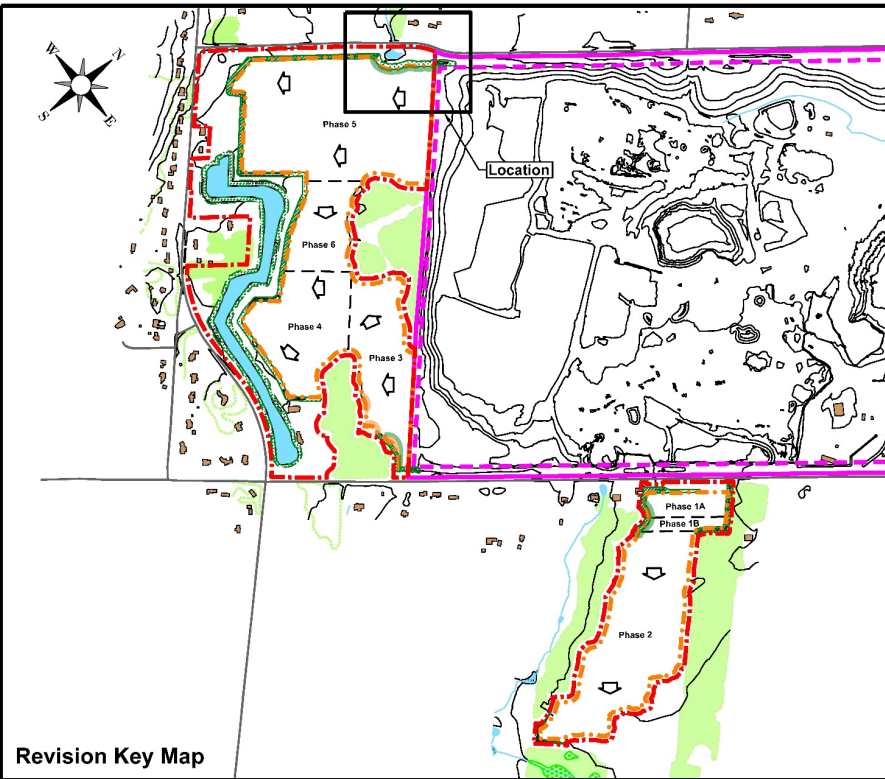 N
W
E
S
Location
Phase 5
Phase 6
Phase 4
Phase 3
Phase 1A
Phase 1B
Phase 2
Revision Key Map